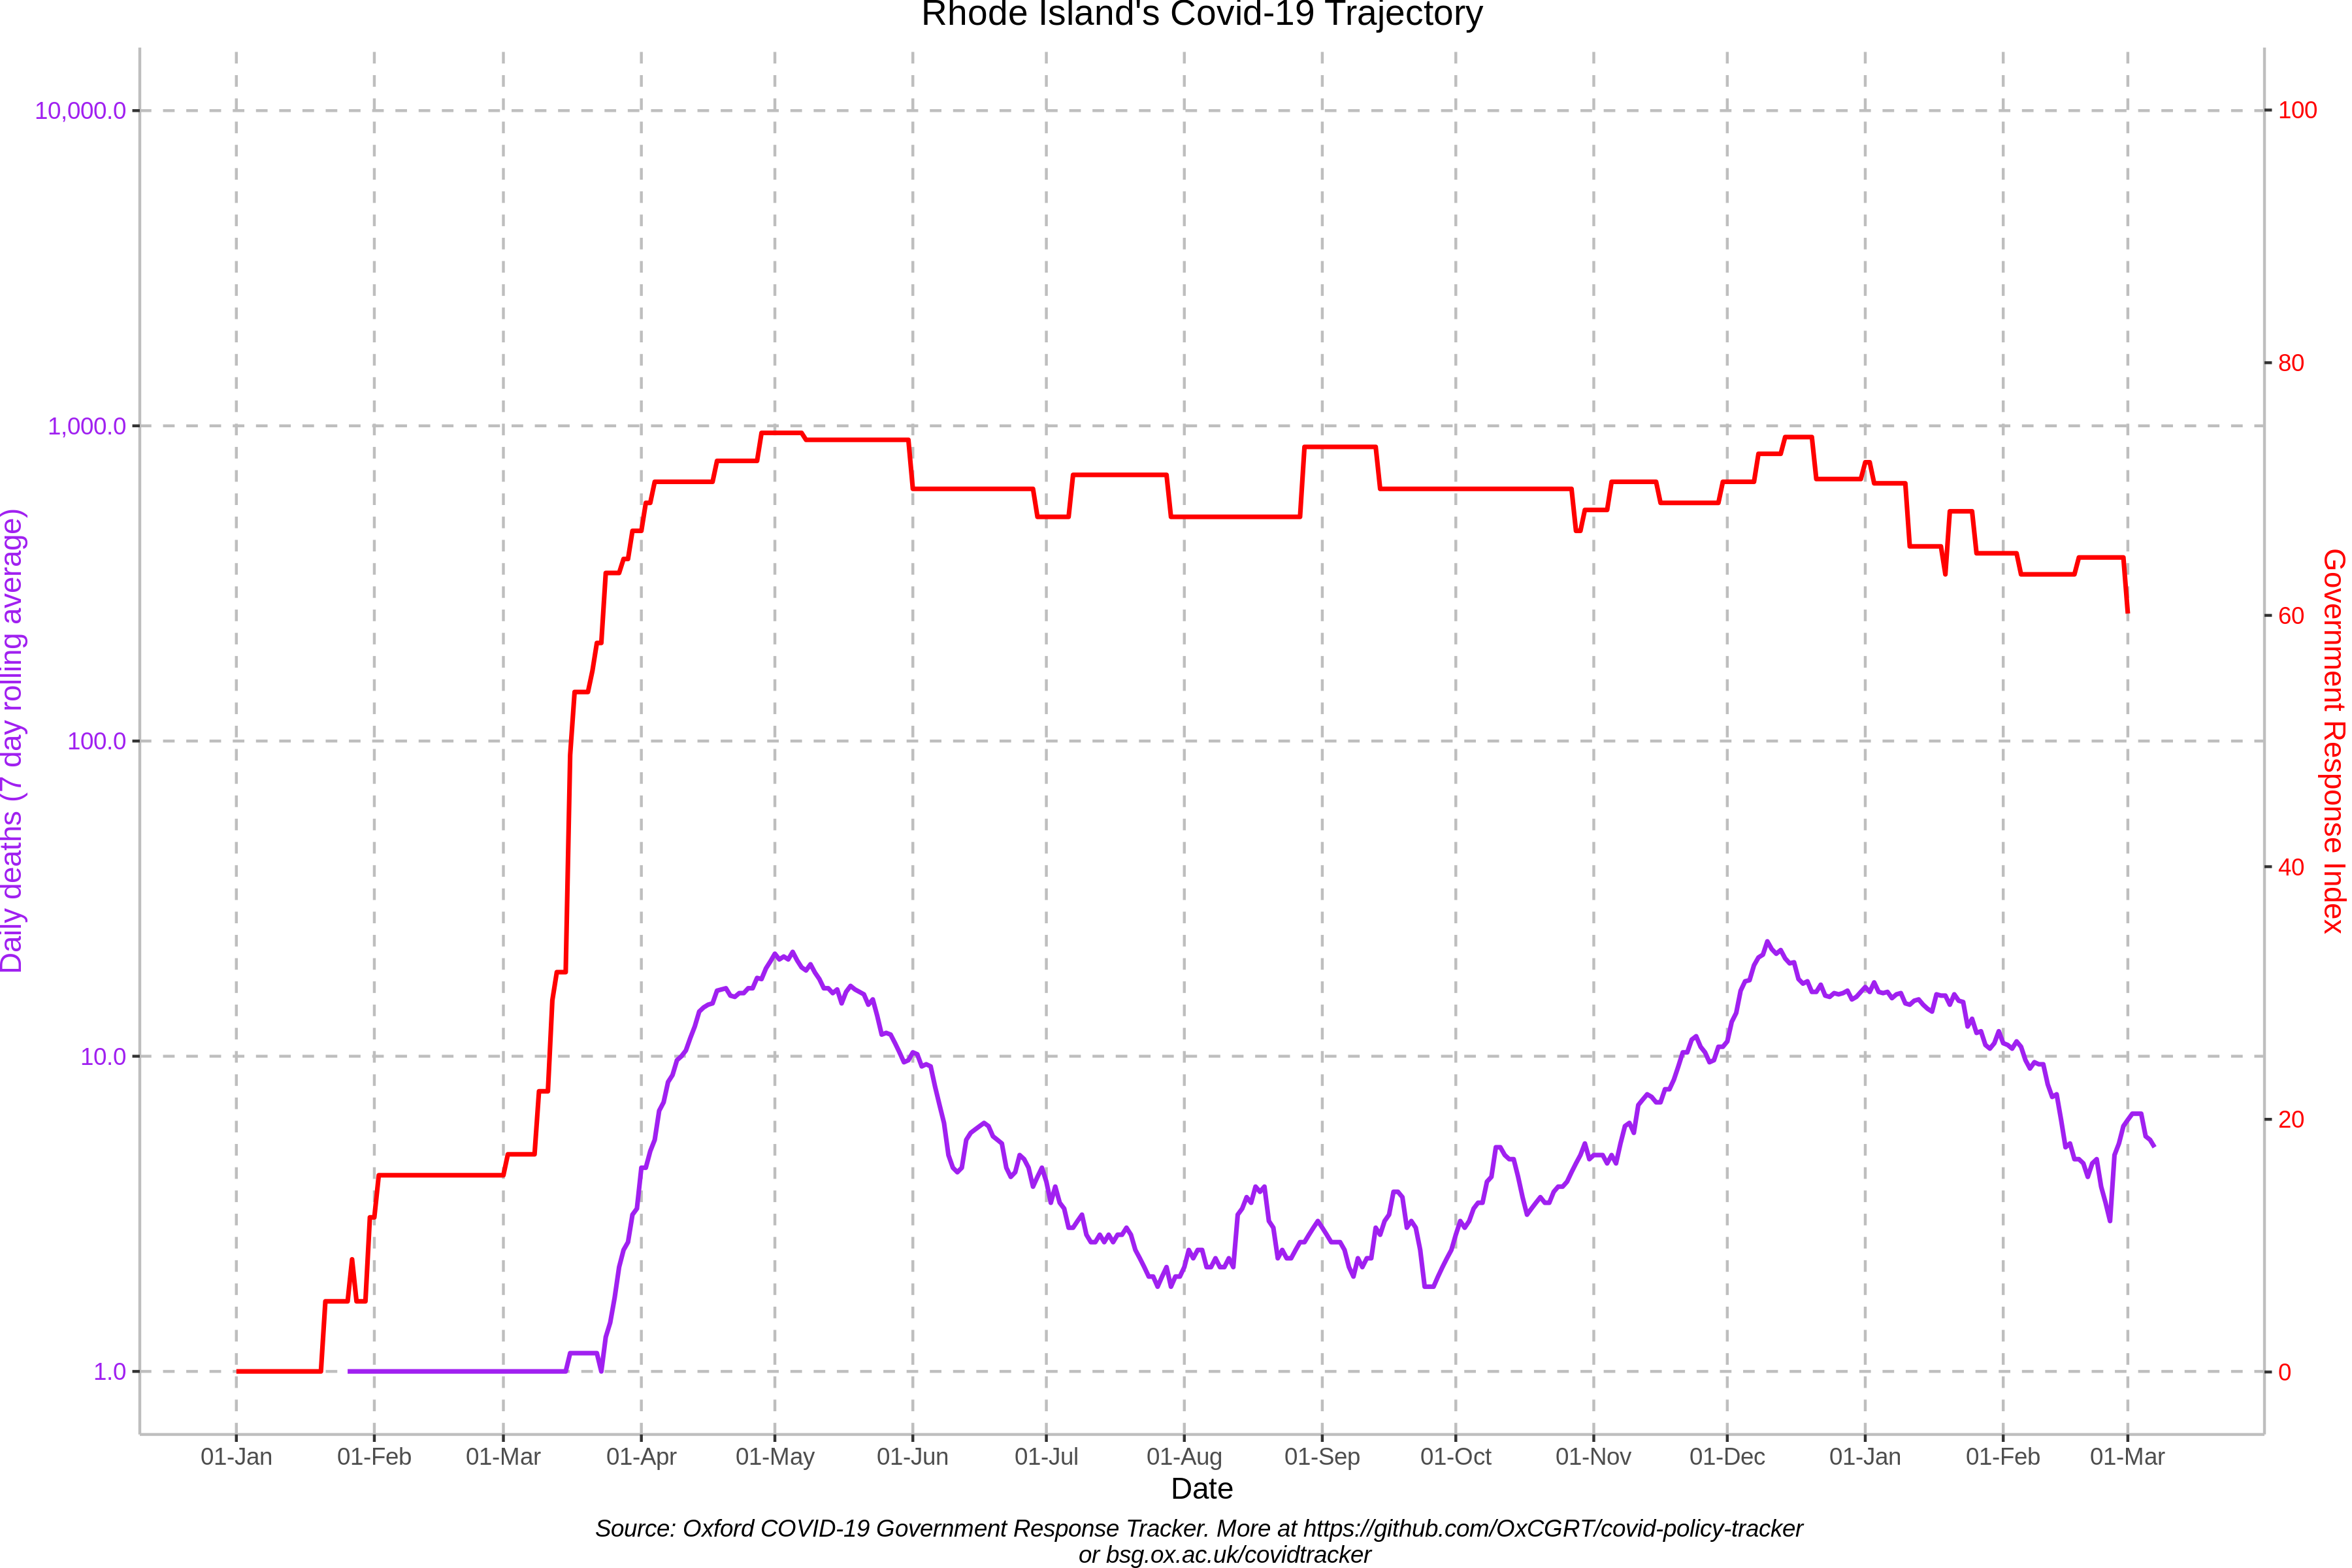 Rhode Island's Covid-19 Trajectory
10,000.0
1,000.0
100.0
10.0
1.0
Daily deaths (7 day rolling average)
100
80
60
40
20
0
Government Response Index
01-Jan 01-Feb 01-Mar 01-Apr 01-May 01-Jun 01-Jul 01-Aug 01-Sep 01-Oct 01-Nov 01-Dec 01-Jan 01-Feb 01-Mar
Date
Source: Oxford COVID-19 Government Response Tracker. More at https://github.com/OxCGRT/covid-policy-tracker
or bsg.ox.ac.uk/covidtracker